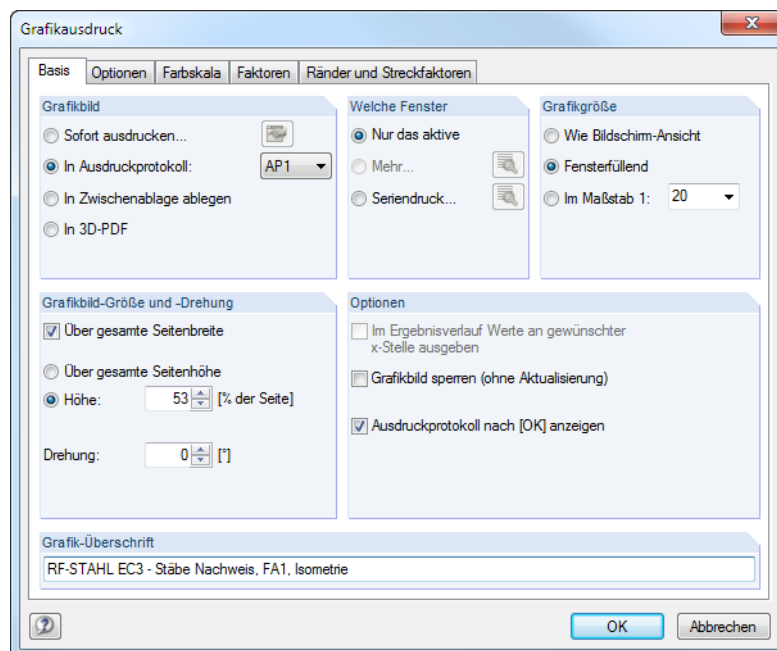 Grafikausdruck
Basis Optionen Farbskala Faktoren Ränder und Streckfaktoren
Grafikbild
Sofort ausdrucken...
In Ausdruckprotokoll: AP1
In Zwischenablage ablegen
In 3D-PDF
Welche Fenster
Nur das aktive
Mehr...
Seriendruck...
Grafikgröße
Wie Bildschirm-Ansicht
Fensterfüllend
Im Maßstab 1: 20
Grafikbild-Größe und -Drehung
Über gesamte Seitenbreite
Über gesamte Seitenhöhe
Höhe: 53 [% der Seite]
Drehung: 0 [°]
Optionen
Im Ergebnisverlauf Werte an gewünschter
x-Stelle ausgeben
Grafikbild sperren (ohne Aktualisierung)
Ausdruckprotokoll nach [OK] anzeigen
Grafik-Überschrift
RF-STAHL EC3 - Stäbe Nachweis, FA1, Isometrie
OK Abbrechen